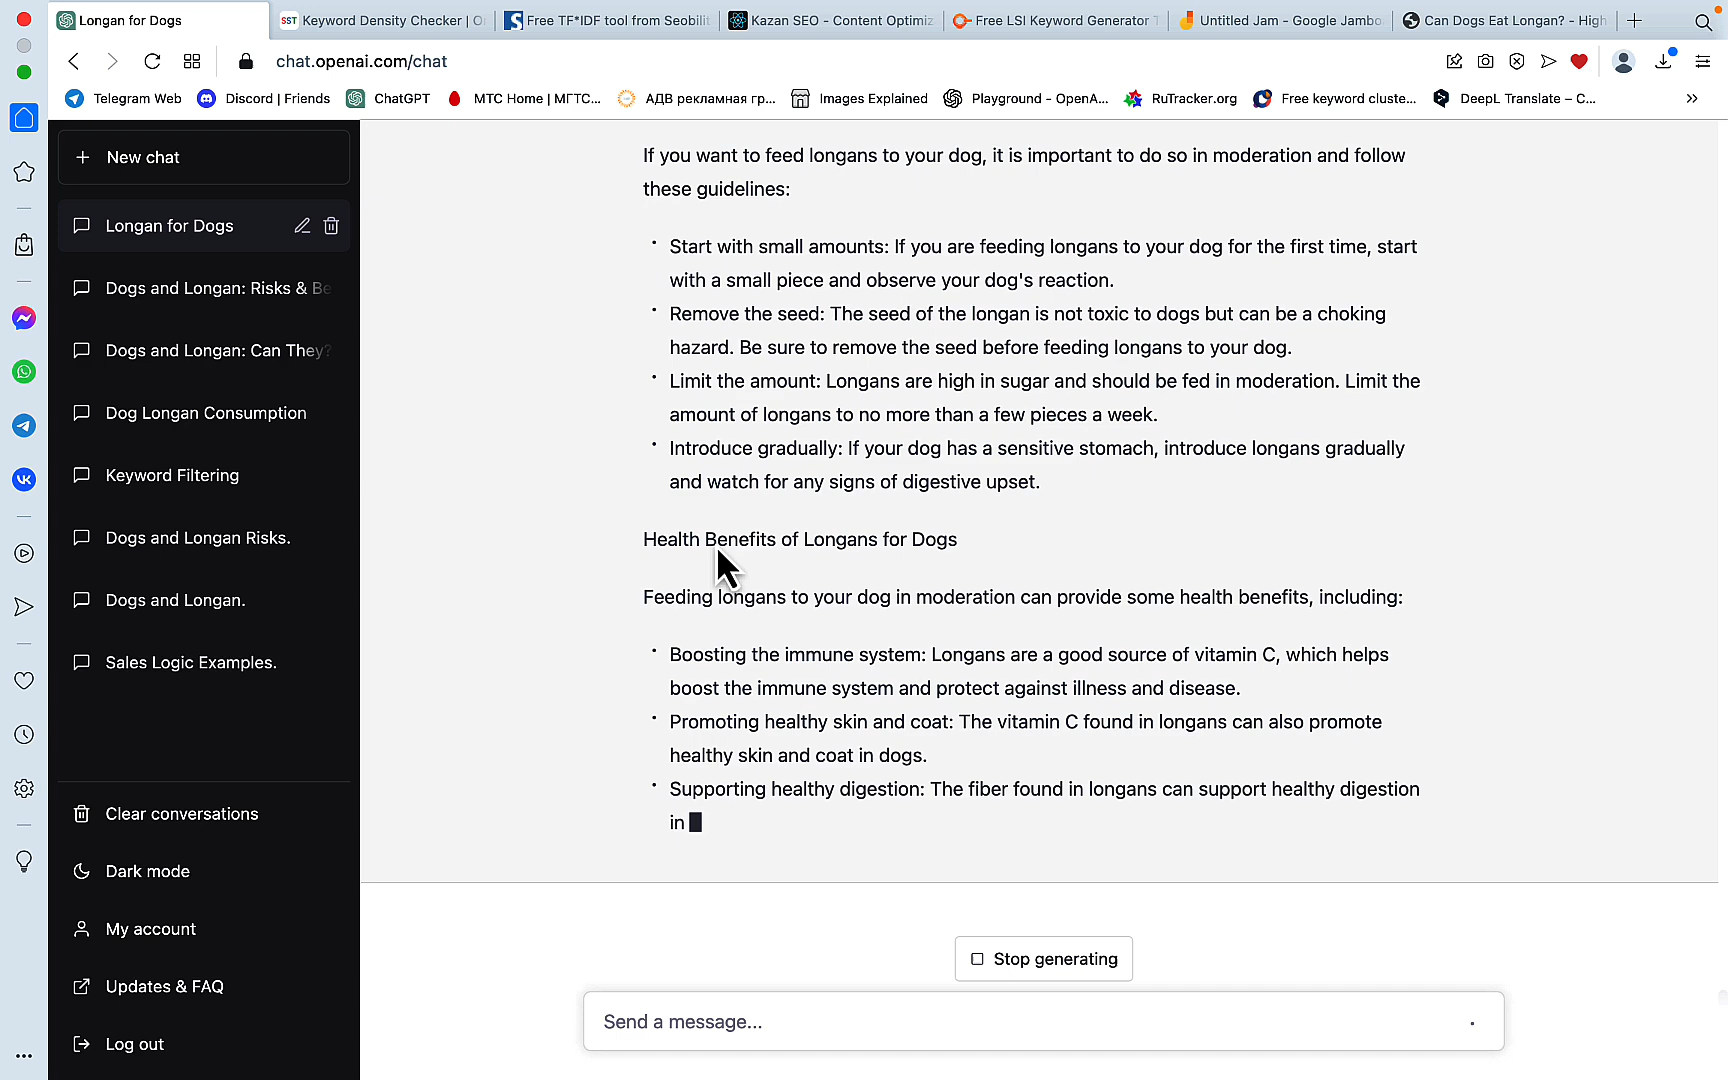 Longan for Dogs
SST Keyword Density Checker | O
Free TF*IDF tool from Seobilit
Kazan SEO - Content Optimiz
Free LSI Keyword Generator T
Untitled Jam - Google Jambo
Can Dogs Eat Longan? - High
chat.openai.com/chat
Telegram Web
Discord | Friends
ChatGPT
МТС Home | МГТС...
АДВ рекламная гр...
Images Explained
Playground - OpenA...
RuTracker.org
Free keyword cluste...
DeepL Translate – C...
New chat
Longan for Dogs
Dogs and Longan: Risks & Be
Dogs and Longan: Can They?
Dog Longan Consumption
Keyword Filtering
Dogs and Longan Risks.
Dogs and Longan.
Sales Logic Examples.
Clear conversations
Dark mode
My account
Updates & FAQ
Log out
If you want to feed longans to your dog, it is important to do so in moderation and follow
these guidelines:
• Start with small amounts: If you are feeding longans to your dog for the first time, start
with a small piece and observe your dog's reaction.
• Remove the seed: The seed of the longan is not toxic to dogs but can be a choking
hazard. Be sure to remove the seed before feeding longans to your dog.
• Limit the amount: Longans are high in sugar and should be fed in moderation. Limit the
amount of longans to no more than a few pieces a week.
• Introduce gradually: If your dog has a sensitive stomach, introduce longans gradually
and watch for any signs of digestive upset.
Health Benefits of Longans for Dogs
Feeding longans to your dog in moderation can provide some health benefits, including:
• Boosting the immune system: Longans are a good source of vitamin C, which helps
boost the immune system and protect against illness and disease.
• Promoting healthy skin and coat: The vitamin C found in longans can also promote
healthy skin and coat in dogs.
• Supporting healthy digestion: The fiber found in longans can support healthy digestion
in
Stop generating
Send a message...